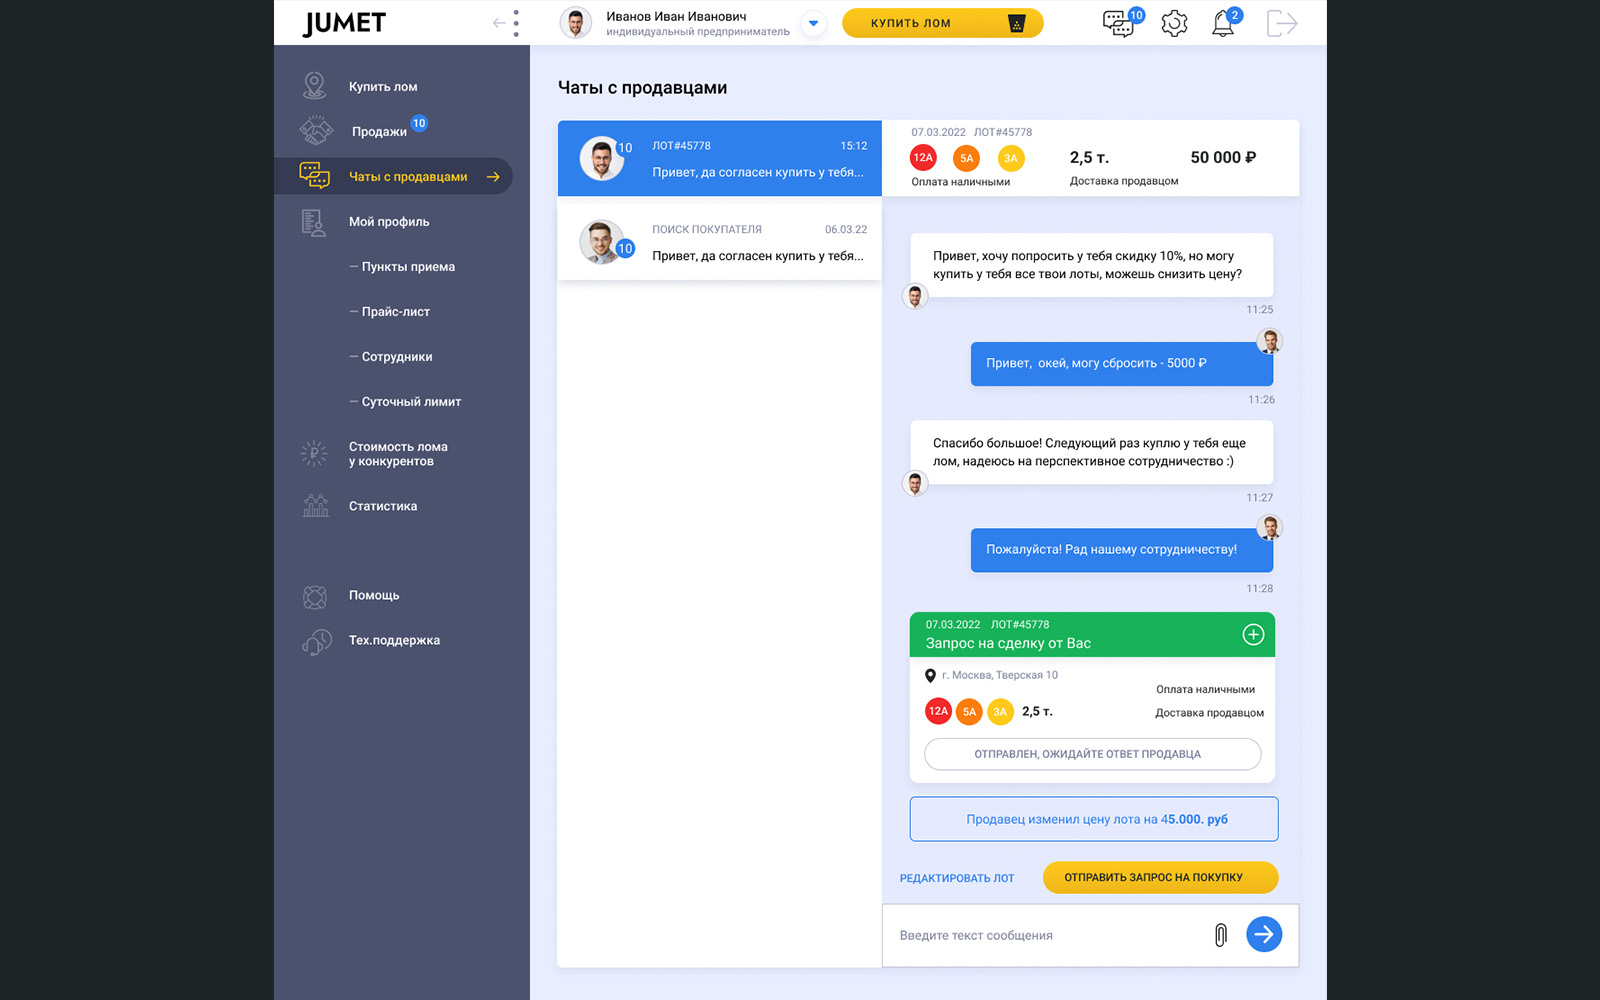 JUMET
Иванов Иван Иванович
индивидуальный предприниматель
КУПИТЬ ЛОМ
10
2
Купить лом
Продажи
10
Чаты с продавцами
Мой профиль
— Пункты приема
— Прайс-лист
— Сотрудники
— Суточный лимит
Стоимость лома
у конкурентов
Статистика
Помощь
Тех.поддержка
Чаты с продавцами
10
ЛОТ#45778
15:12
Привет, да согласен купить у тебя...
10
ПОИСК ПОКУПАТЕЛЯ
06.03.22
Привет, да согласен купить у тебя...
07.03.2022 ЛОТ#45778
12А 5А 3А
2,5 т.
50 000 ₽
Оплата наличными
Доставка продавцом
Привет, хочу попросить у тебя скидку 10%, но могу
купить у тебя все твои лоты, можешь снизить цену?
11:25
Привет, окей, могу сбросить - 5000 ₽
11:26
Спасибо большое! Следующий раз куплю у тебя еще
лом, надеюсь на перспективное сотрудничество :)
11:27
Пожалуйста! Рад нашему сотрудничеству!
11:28
07.03.2022 ЛОТ#45778
Запрос на сделку от Вас
г. Москва, Тверская 10
Оплата наличными
12А 5А 3А 2,5 т.
Доставка продавцом
ОТПРАВЛЕН, ОЖИДАЙТЕ ОТВЕТ ПРОДАВЦА
Продавец изменил цену лота на 45.000. руб
РЕДАКТИРОВАТЬ ЛОТ
ОТПРАВИТЬ ЗАПРОС НА ПОКУПКУ
Введите текст сообщения